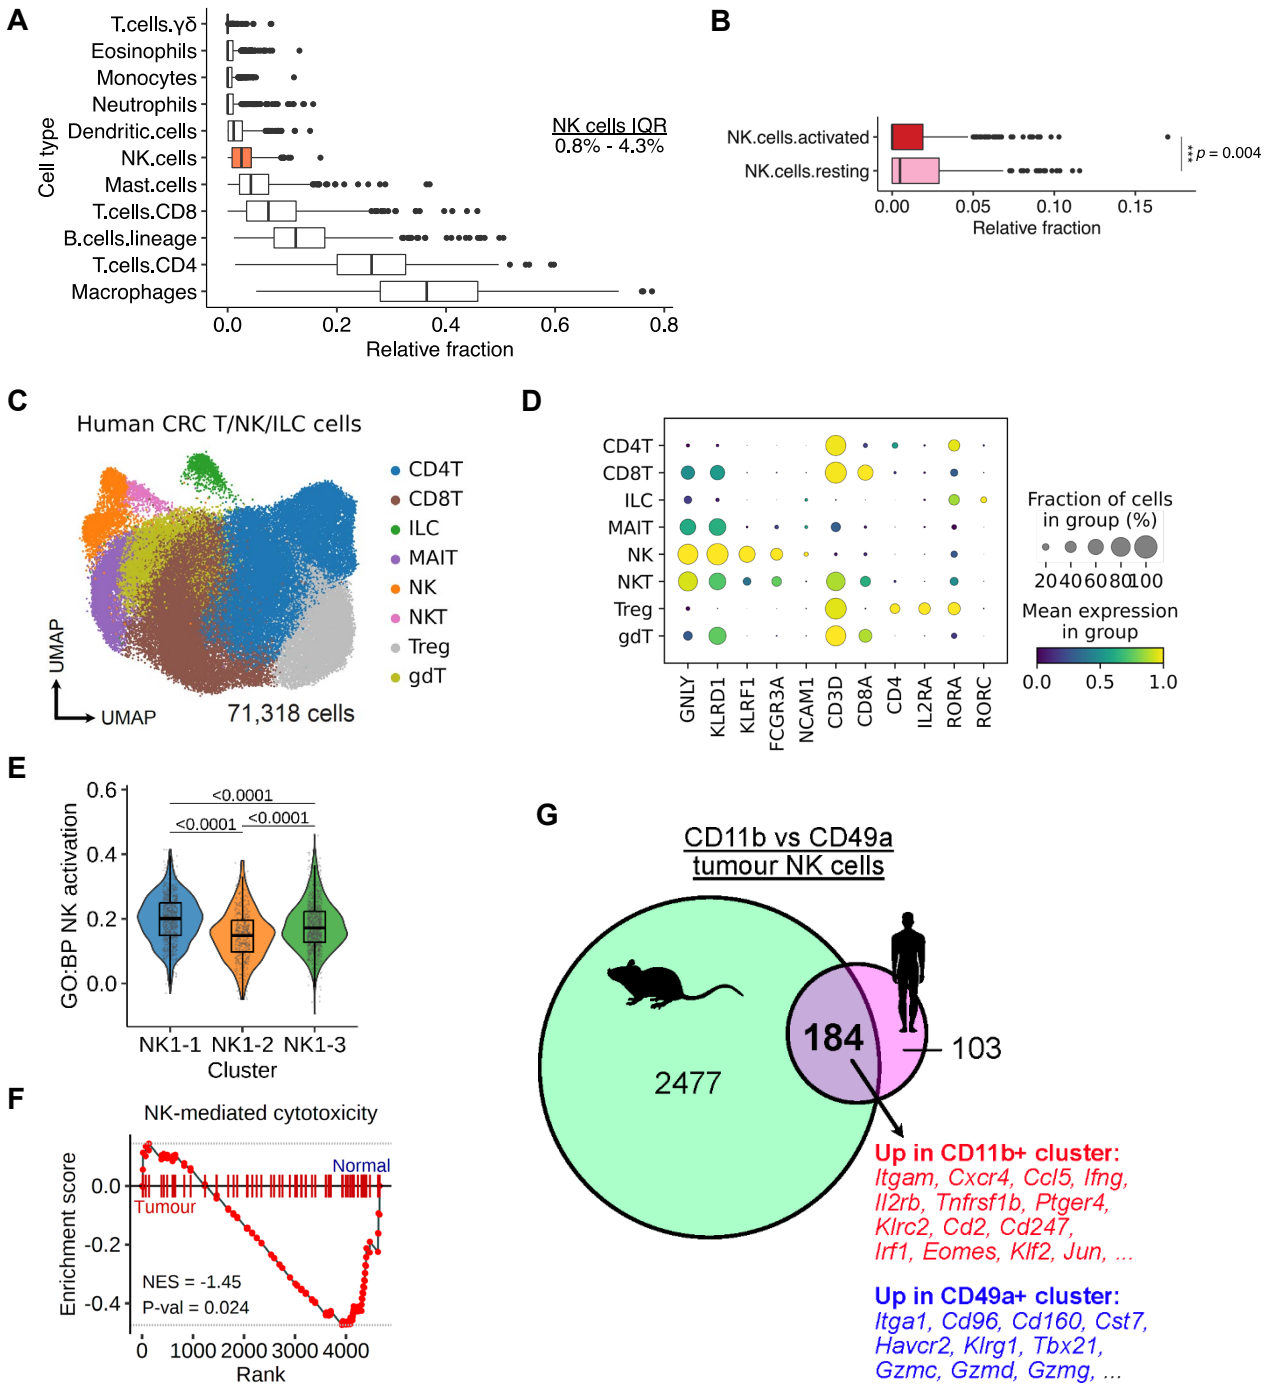 A
T.cells.γδ
Eosinophils
Monocytes
Neutrophils
Dendritic.cells
NK.cells
Mast.cells
T.cells.CD8
B.cells.lineage
T.cells.CD4
Macrophages
Cell type
0.0 0.2 0.4 0.6 0.8
Relative fraction
NK cells IQR
0.8% - 4.3%
B
NK.cells.activated
NK.cells.resting
*** p = 0.004
0.00 0.05 0.10 0.15
Relative fraction
C
Human CRC T/NK/ILC cells
CD4T
CD8T
ILC
MAIT
NK
NKT
Treg
gdT
UMAP
UMAP
71,318 cells
D
CD4T
CD8T
ILC
MAIT
NK
NKT
Treg
gdT
GNLY
KLRD1
KLRF1
FCGR3A
NCAM1
CD3D
CD8A
CD4
IL2RA
RORA
RORC
Fraction of cells
in group (%)
20 40 60 80 100
Mean expression
in group
0.0 0.5 1.0
E
GO:BP NK activation
0.6
0.4
0.2
0.0
<0.0001
<0.0001 <0.0001
NK1-1 NK1-2 NK1-3
Cluster
F
NK-mediated cytotoxicity
Enrichment score
0.0
-0.2
-0.4
Normal
Tumour
NES = -1.45
P-val = 0.024
0 1000 2000 3000 4000
Rank
G
CD11b vs CD49a
tumour NK cells
2477
184
103
Up in CD11b+ cluster:
Itgam, Cxcr4, Ccl5, Ifng,
Il2rb, Tnfrsf1b, Ptger4,
Klrc2, Cd2, Cd247,
Irf1, Eomes, Klf2, Jun, ...
Up in CD49a+ cluster:
Itga1, Cd96, Cd160, Cst7,
Havcr2, Klrg1, Tbx21,
Gzmc, Gzmd, Gzmg, ...